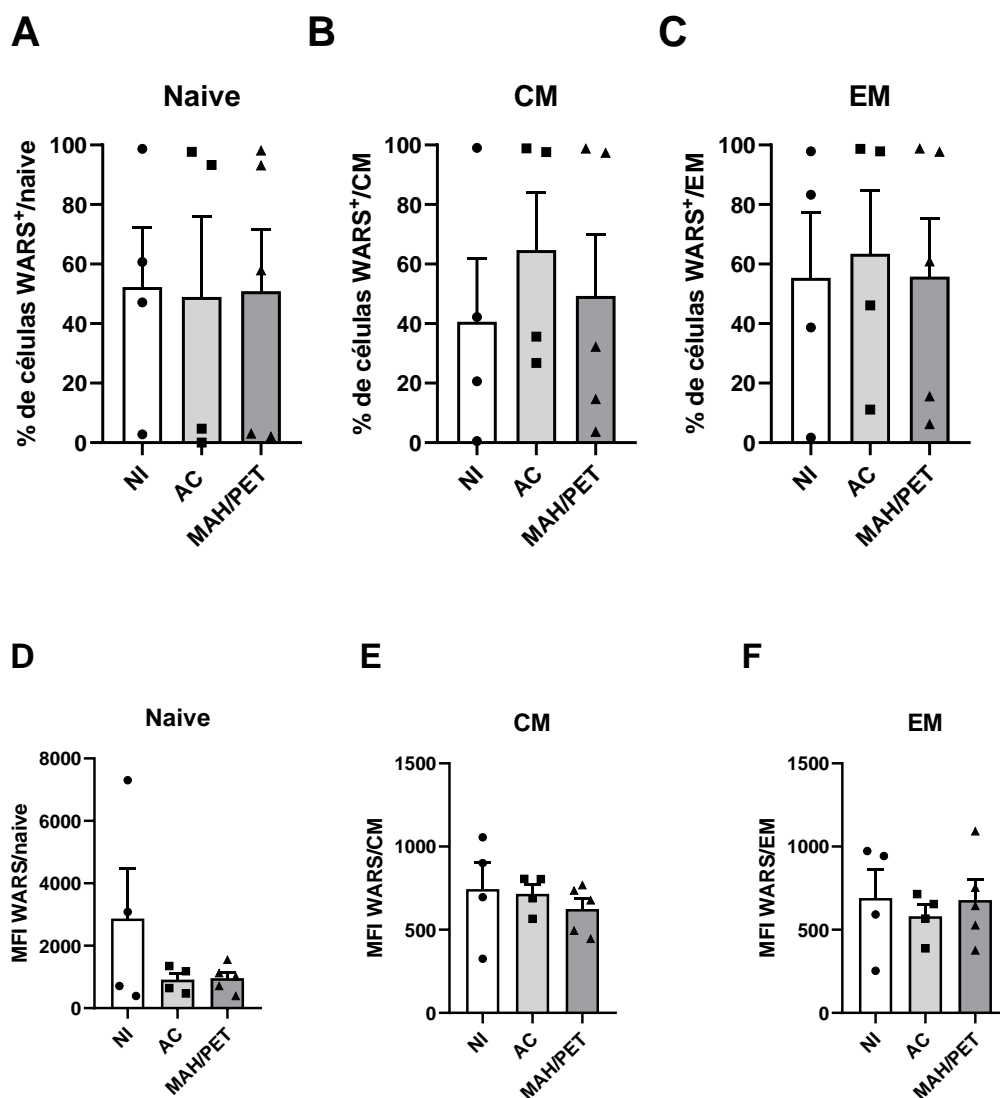 A
B
C
Naive
CM
EM
% de células WARS⁺/naive
100
80
60
40
20
0
NI
AC
MAH/PET
% de células WARS⁺/CM
100
80
60
40
20
0
NI
AC
MAH/PET
% de células WARS⁺/EM
100
80
60
40
20
0
NI
AC
MAH/PET
D
E
F
Naive
CM
EM
MFI WARS/naive
8000
6000
4000
2000
0
NI
AC
MAH/PET
MFI WARS/CM
1500
1000
500
0
NI
AC
MAH/PET
MFI WARS/EM
1500
1000
500
0
NI
AC
MAH/PET